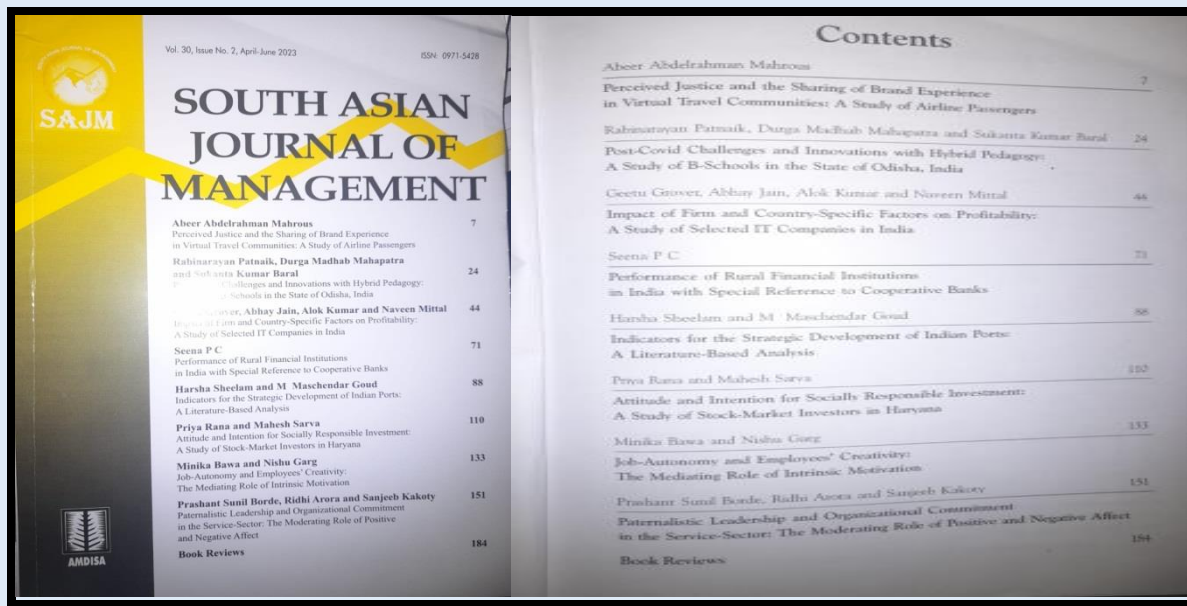 SAJM
Vol. 30, Issue No. 2, April-June 2023
ISSN: 0971-5428
SOUTH ASIAN
JOURNAL OF
MANAGEMENT
Abeer Abdelrahman Mahrous 7
Perceived Justice and the Sharing of Brand Experience
in Virtual Travel Communities: A Study of Airline Passengers
Rabinarayan Patnaik, Durga Madhab Mahapatra
and Sukanta Kumar Baral 24
Challenges and Innovations with Hybrid Pedagogy:
Schools in the State of Odisha, India
Abhay Jain, Alok Kumar and Naveen Mittal 44
Firm and Country-Specific Factors on Profitability:
A Study of Selected IT Companies in India
Seena P C 71
Performance of Rural Financial Institutions
in India with Special Reference to Cooperative Banks
Harsha Sheelam and M Maschendar Goud 88
Indicators for the Strategic Development of Indian Ports:
A Literature-Based Analysis
Priya Rana and Mahesh Sarva 110
Attitude and Intention for Socially Responsible Investment:
A Study of Stock-Market Investors in Haryana
Minika Bawa and Nishu Garg 133
Job-Autonomy and Employees' Creativity:
The Mediating Role of Intrinsic Motivation
Prashant Sunil Borde, Ridhi Arora and Sanjeeb Kakoty 151
Paternalistic Leadership and Organizational Commitment
in the Service-Sector: The Moderating Role of Positive
and Negative Affect
Book Reviews 184
AMDISA
Contents
Abeer Abdelrahman Mahrous 7
Perceived Justice and the Sharing of Brand Experience
in Virtual Travel Communities: A Study of Airline Passengers
Rabinarayan Patnaik, Durga Madhab Mahapatra and Sukanta Kumar Baral 24
Post-Covid Challenges and Innovations with Hybrid Pedagogy:
A Study of B-Schools in the State of Odisha, India
Geetu Grover, Abhay Jain, Alok Kumar and Naveen Mittal 44
Impact of Firm and Country-Specific Factors on Profitability:
A Study of Selected IT Companies in India
Seena P C 71
Performance of Rural Financial Institutions
in India with Special Reference to Cooperative Banks
Harsha Sheelam and M Maschendar Goud 88
Indicators for the Strategic Development of Indian Ports:
A Literature-Based Analysis
Priya Rana and Mahesh Sarva 110
Attitude and Intention for Socially Responsible Investment:
A Study of Stock-Market Investors in Haryana
Minika Bawa and Nishu Garg 133
Job-Autonomy and Employees' Creativity:
The Mediating Role of Intrinsic Motivation
Prashant Sunil Borde, Ridhi Arora and Sanjeeb Kakoty 151
Paternalistic Leadership and Organizational Commitment
in the Service-Sector: The Moderating Role of Positive and Negative Affect
Book Reviews 184